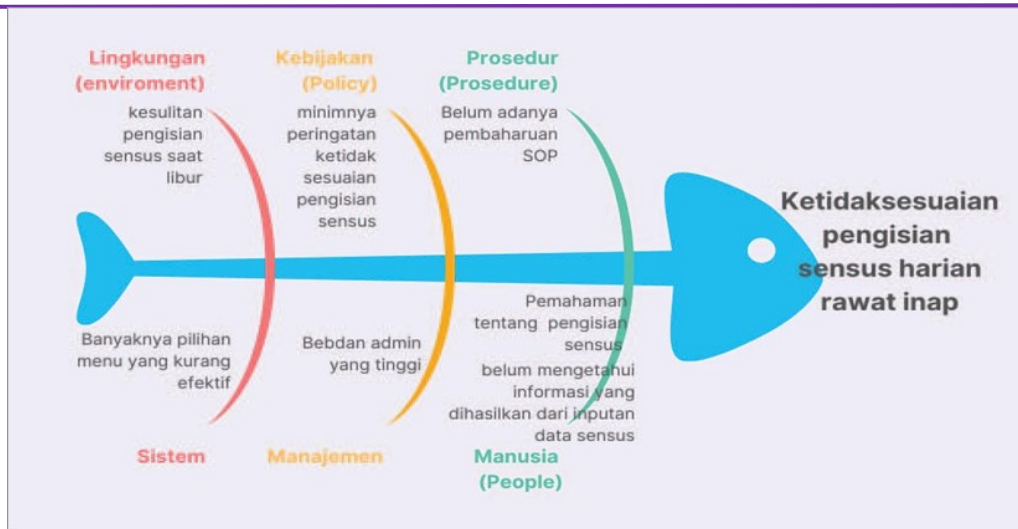 Lingkungan
(enviroment)
kesulitan
pengisian
sensus saat
libur
Kebijakan
(Policy)
minimnya
peringatan
ketidak
sesuaian
pengisian
sensus
Prosedur
(Prosedure)
Belum adanya
pembaharuan
SOP
Ketidaksesuaian
pengisian
sensus harian
rawat inap
Banyaknya pilihan
menu yang kurang
efektif
Sistem
Bebdan admin
yang tinggi
Manajemen
Pemahaman
tentang pengisian
sensus
belum mengetahui
informasi yang
dihasilkan dari inputan
data sensus
Manusia
(People)